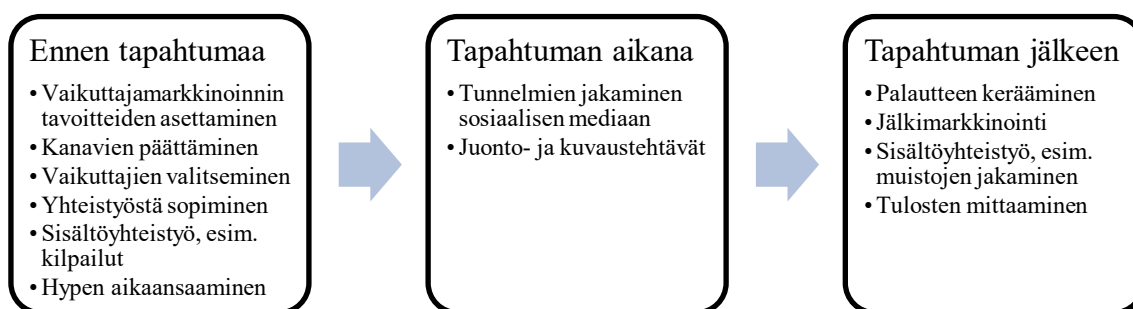 Ennen tapahtumaa
• Vaikuttajamarkkinoinnin
tavoitteiden asettaminen
• Kanavien päättäminen
• Vaikuttajien valitseminen
• Yhteistyöstä sopiminen
• Sisältöyhteistyö, esim.
kilpailut
• Hypen aikaansaaminen
Tapahtuman aikana
• Tunnelmien jakaminen
sosiaalisen mediaan
• Juonto- ja kuvaustehtävät
Tapahtuman jälkeen
• Palautteen kerääminen
• Jälkimarkkinointi
• Sisältöyhteistyö, esim.
muistojen jakaminen
• Tulosten mittaaminen